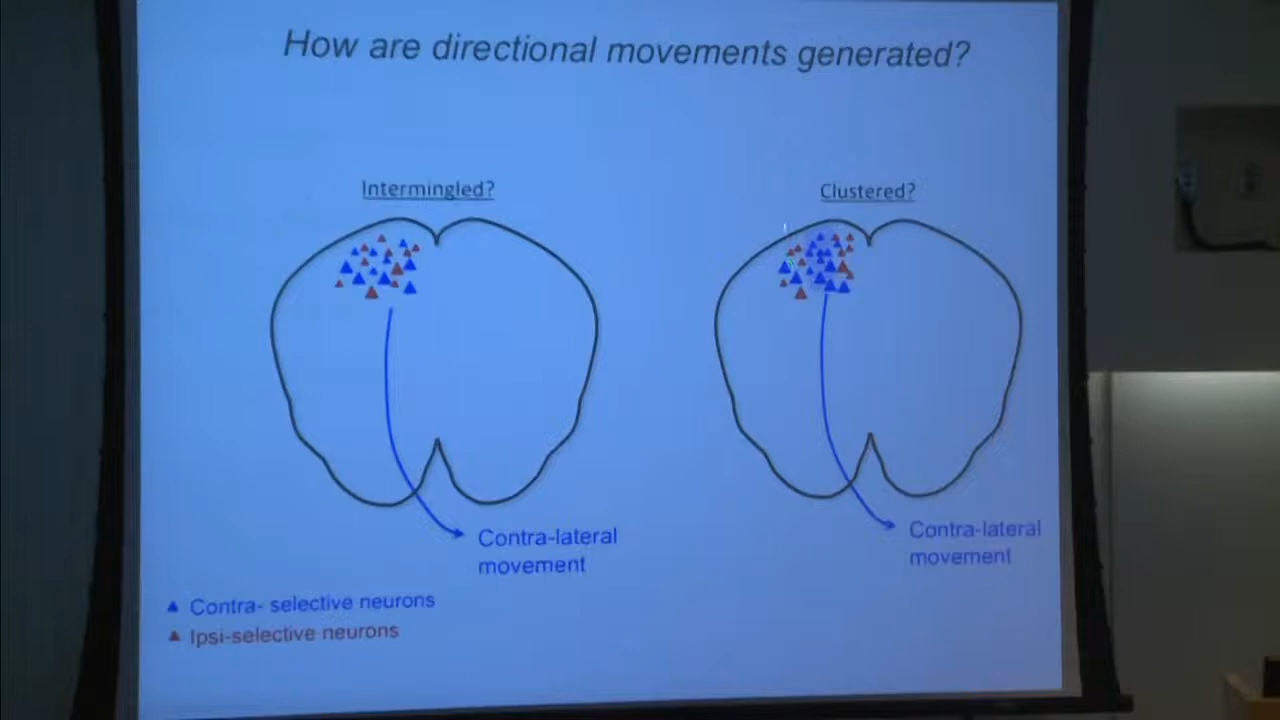 How are directional movements generated?
Intermingled?
Clustered?
Contra-lateral
movement
Contra-lateral
movement
Contra- selective neurons
Ipsi-selective neurons